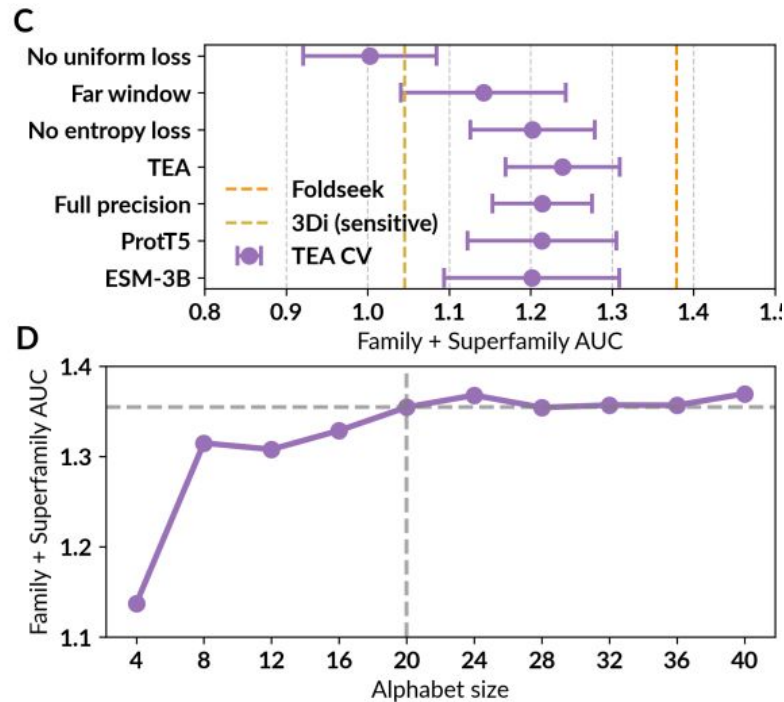 C
No uniform loss
Far window
No entropy loss
TEA
Full precision
ProtT5
ESM-3B
Foldseek
3Di (sensitive)
TEA CV
0.8 0.9 1.0 1.1 1.2 1.3 1.4 1.5
Family + Superfamily AUC
D
Family + Superfamily AUC
1.4
1.3
1.2
1.1
4 8 12 16 20 24 28 32 36 40
Alphabet size